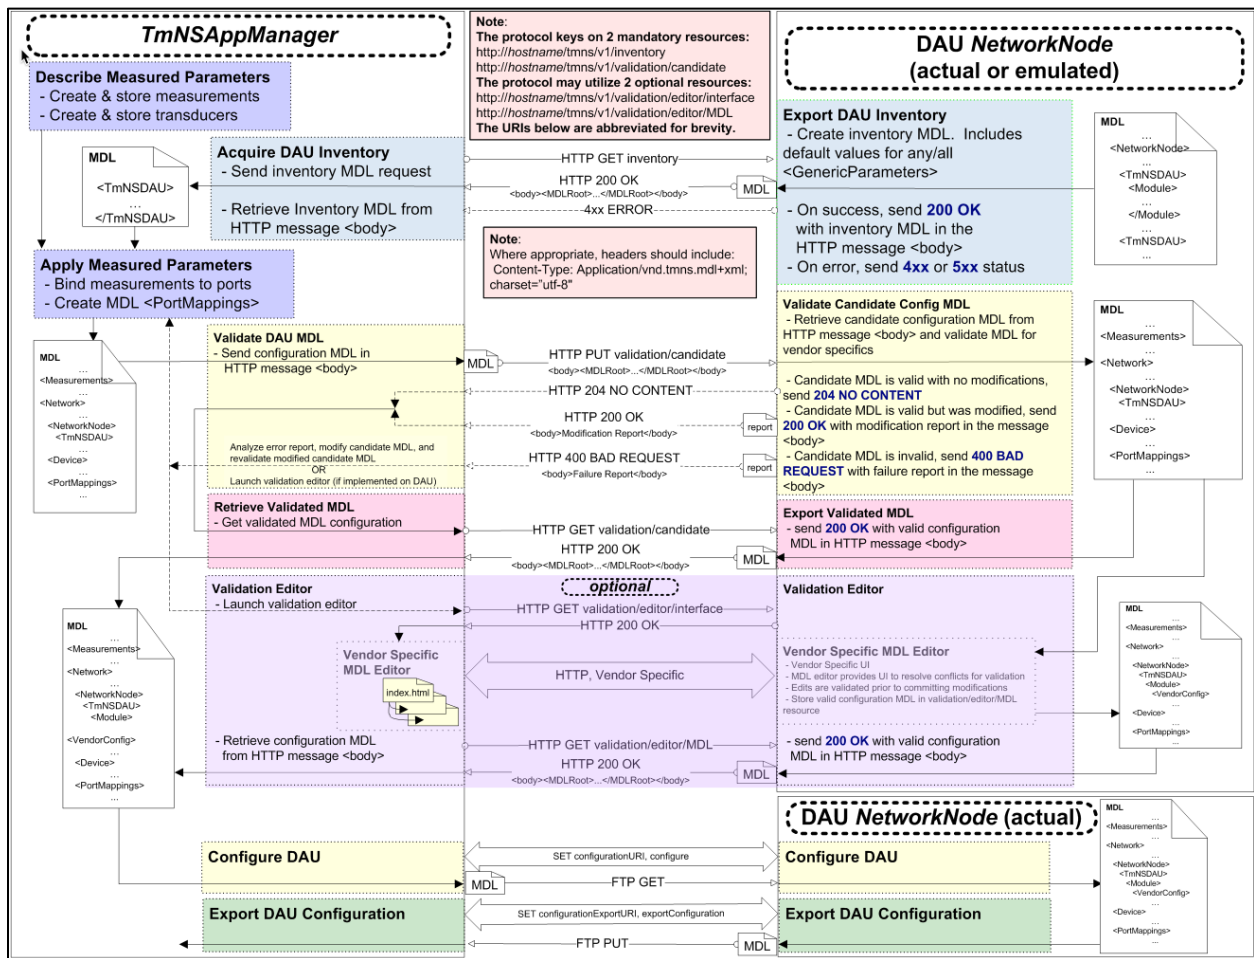 TmNSAppManager
Describe Measured Parameters
- Create & store measurements
- Create & store transducers
MDL
<TmNSDAU>
...
</TmNSDAU>
Acquire DAU Inventory
- Send inventory MDL request
- Retrieve Inventory MDL from
HTTP message <body>
Apply Measured Parameters
- Bind measurements to ports
- Create MDL <PortMappings>
Note:
The protocol keys on 2 mandatory resources:
http://hostname/tmns/v1/inventory
http://hostname/tmns/v1/validation/candidate
The protocol may utilize 2 optional resources:
http://hostname/tmns/v1/validation/editor/interface
http://hostname/tmns/v1/validation/editor/MDL
The URIs below are abbreviated for brevity.
HTTP GET inventory
HTTP 200 OK
<body><MDLRoot>...</MDLRoot></body>
MDL
4xx ERROR
Note:
Where appropriate, headers should include:
Content-Type: Application/vnd.tmns.mdl+xml;
charset="utf-8"
DAU NetworkNode
(actual or emulated)
Export DAU Inventory
- Create inventory MDL. Includes
default values for any/all
<GenericParameters>
- On success, send 200 OK
with inventory MDL in the
HTTP message <body>
- On error, send 4xx or 5xx status
MDL
...
<NetworkNode>
...
<TmNSDAU>
<Module>
...
</Module>
...
<TmNSDAU>
...
MDL
...
<Measurements>
...
<Network>
...
<NetworkNode>
<TmNSDAU>
...
<Device>
...
<PortMappings>
...
Validate DAU MDL
- Send configuration MDL in
HTTP message <body>
Analyze error report, modify candidate MDL, and
revalidate modified candidate MDL
OR
Launch validation editor (if implemented on DAU)
MDL
HTTP PUT validation/candidate
<body><MDLRoot>...</MDLRoot></body>
HTTP 204 NO CONTENT
HTTP 200 OK
<body>Modification Report</body>
report
HTTP 400 BAD REQUEST
<body>Failure Report</body>
report
Validate Candidate Config MDL
- Retrieve candidate configuration MDL from
HTTP message <body> and validate MDL for
vendor specifics
- Candidate MDL is valid with no modifications,
send 204 NO CONTENT
- Candidate MDL is valid but was modified, send
200 OK with modification report in the message
<body>
- Candidate MDL is invalid, send 400 BAD
REQUEST with failure report in the message
<body>
MDL
...
<Measurements>
...
<Network>
...
<NetworkNode>
<TmNSDAU>
...
<Device>
...
<PortMappings>
...
Retrieve Validated MDL
- Get validated MDL configuration
HTTP GET validation/candidate
HTTP 200 OK
<body><MDLRoot>...</MDLRoot></body>
MDL
Export Validated MDL
- send 200 OK with valid configuration
MDL in HTTP message <body>
MDL
...
<Measurements>
...
<Network>
...
<NetworkNode>
<TmNSDAU>
<Module>
...
<VendorConfig>
...
<Device>
...
<PortMappings>
...
Validation Editor
- Launch validation editor
Vendor Specific
MDL Editor
index.html
- Retrieve configuration MDL
from HTTP message <body>
optional
HTTP GET validation/editor/interface
HTTP 200 OK
HTTP, Vendor Specific
HTTP GET validation/editor/MDL
HTTP 200 OK
<body><MDLRoot>...</MDLRoot></body>
MDL
Validation Editor
Vendor Specific MDL Editor
- Vendor Specific UI
- MDL editor provides UI to resolve conflicts for validation
- Edits are validated prior to committing modifications
- Store valid configuration MDL in validation/editor/MDL
resource
- send 200 OK with valid configuration
MDL in HTTP message <body>
MDL
...
<Measurements>
...
<Network>
...
<NetworkNode>
<TmNSDAU>
<Module>
<VendorConfig>
...
<Device>
...
<PortMappings>
...
DAU NetworkNode (actual)
Configure DAU
SET configurationURI, configure
MDL
FTP GET
Configure DAU
Export DAU Configuration
SET configurationExportURI, exportConfiguration
FTP PUT
MDL
Export DAU Configuration
MDL
...
<Measurements>
...
<Network>
...
<NetworkNode>
<TmNSDAU>
<Module>
<VendorConfig>
...
<Device>
...
<PortMappings>
...